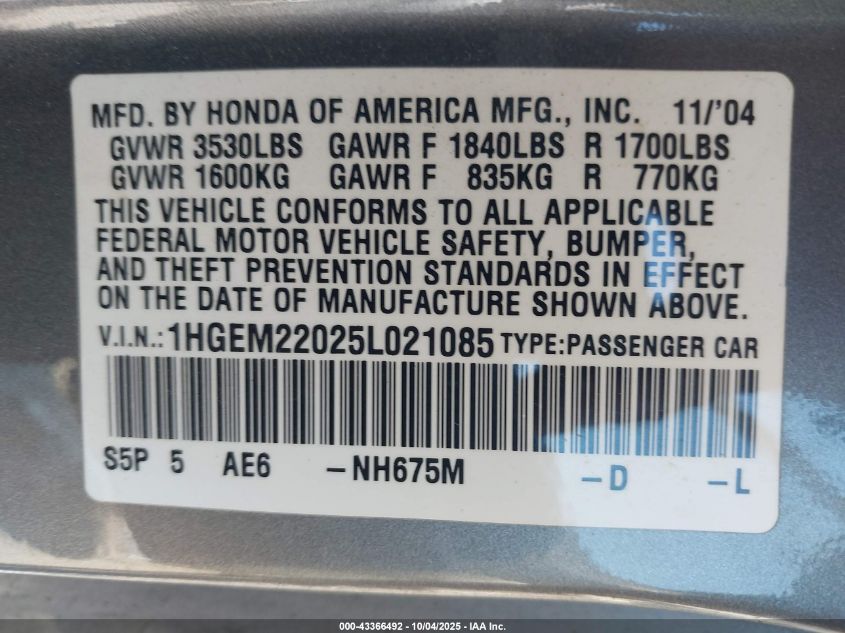 MFD. BY HONDA OF AMERICA MFG., INC. 11/'04
GVWR 3530LBS GAWR F 1840LBS R 1700LBS
GVWR 1600KG GAWR F 835KG R 770KG
THIS VEHICLE CONFORMS TO ALL APPLICABLE
FEDERAL MOTOR VEHICLE SAFETY, BUMPER,
AND THEFT PREVENTION STANDARDS IN EFFECT
ON THE DATE OF MANUFACTURE SHOWN ABOVE.
V.I.N.: 1HGEM22025L021085 TYPE:PASSENGER CAR
S5P 5 AE6 -NH675M -D -L
000-43366492 - 10/04/2025 - IAA Inc.